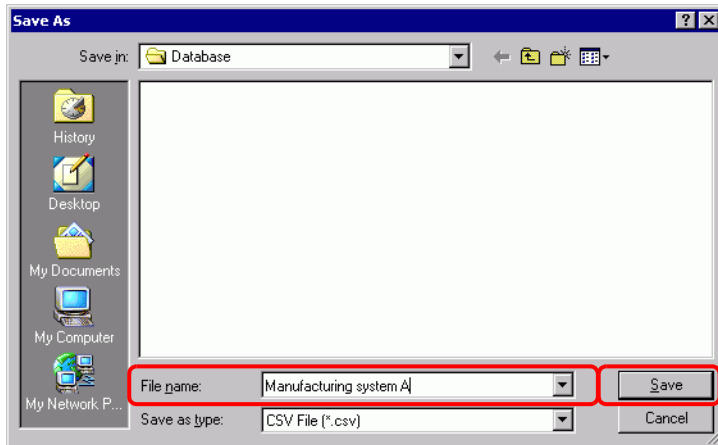 Save As
Save in: Database
History
Desktop
My Documents
My Computer
My Network P...
File name: Manufacturing system A Save
Save as type: CSV File (*.csv) Cancel